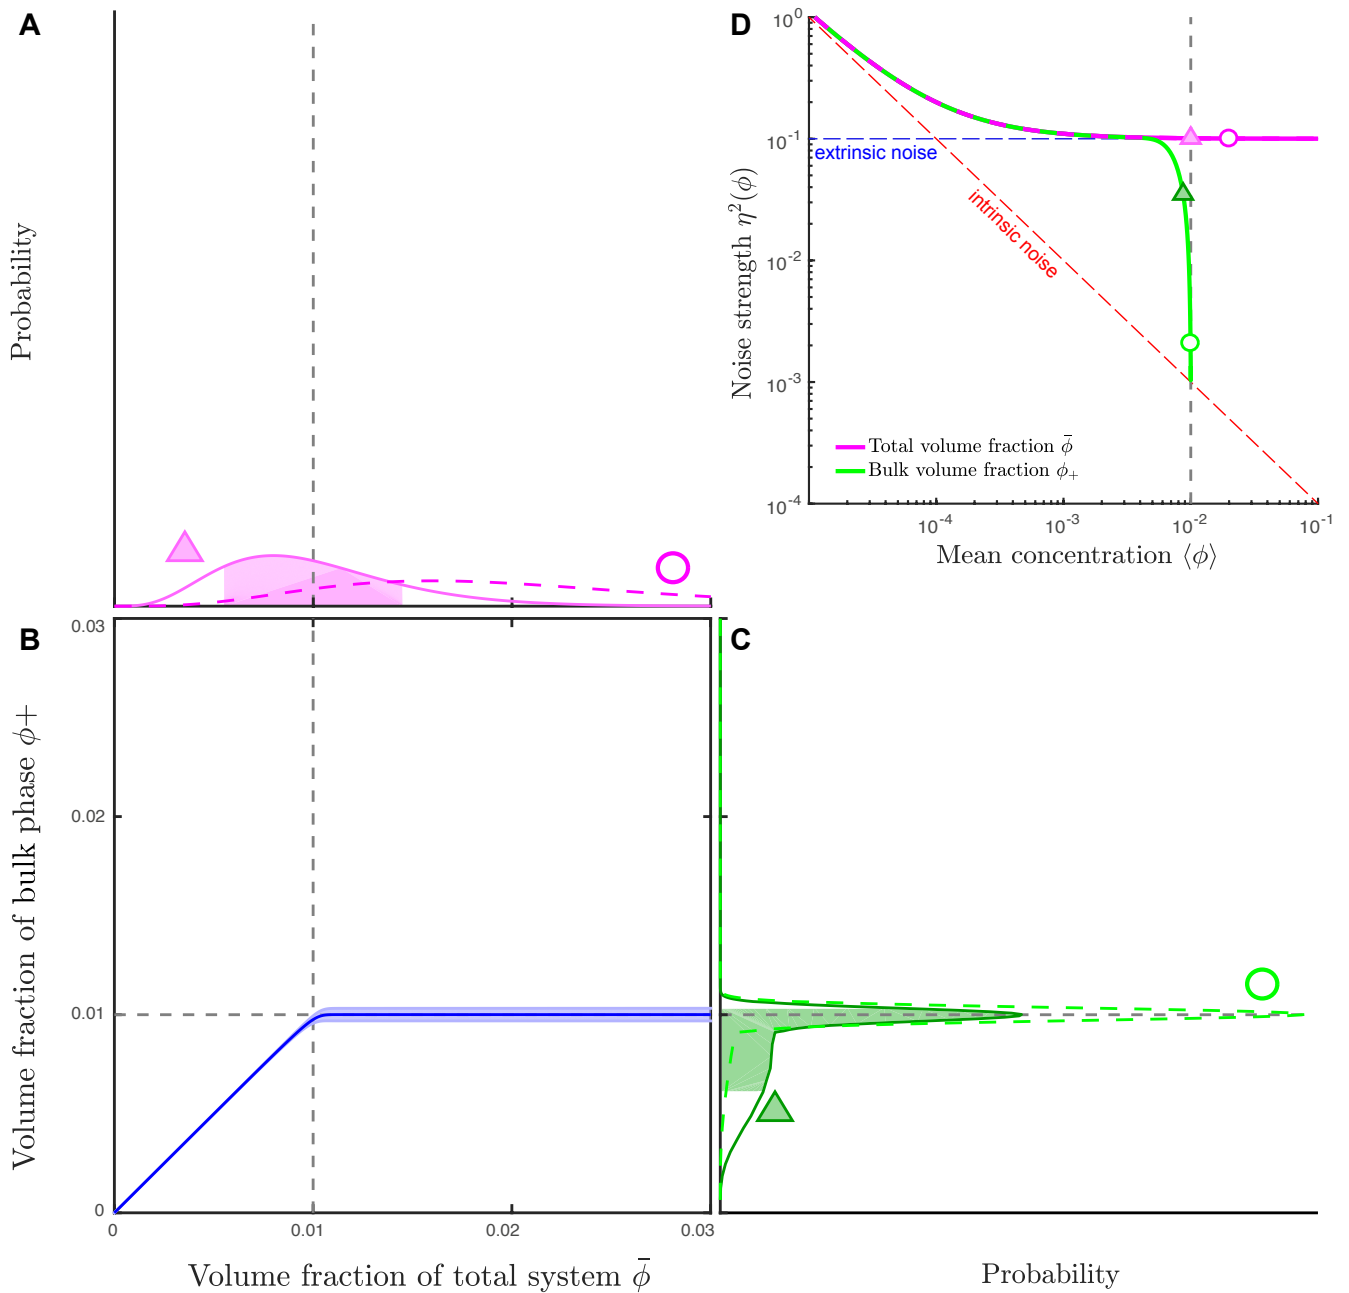 A
Probability
D
10⁰
10⁻¹
10⁻²
10⁻³
10⁻⁴
Noise strength η²(ϕ)
extrinsic noise
intrinsic noise
Total volume fraction ϕ̄
Bulk volume fraction ϕ₊
10⁻⁴
10⁻³
10⁻²
10⁻¹
Mean concentration ⟨ϕ⟩
B
0.03
0.02
0.01
0
Volume fraction of bulk phase ϕ+
0
0.01
0.02
0.03
Volume fraction of total system ϕ̄
C
Probability